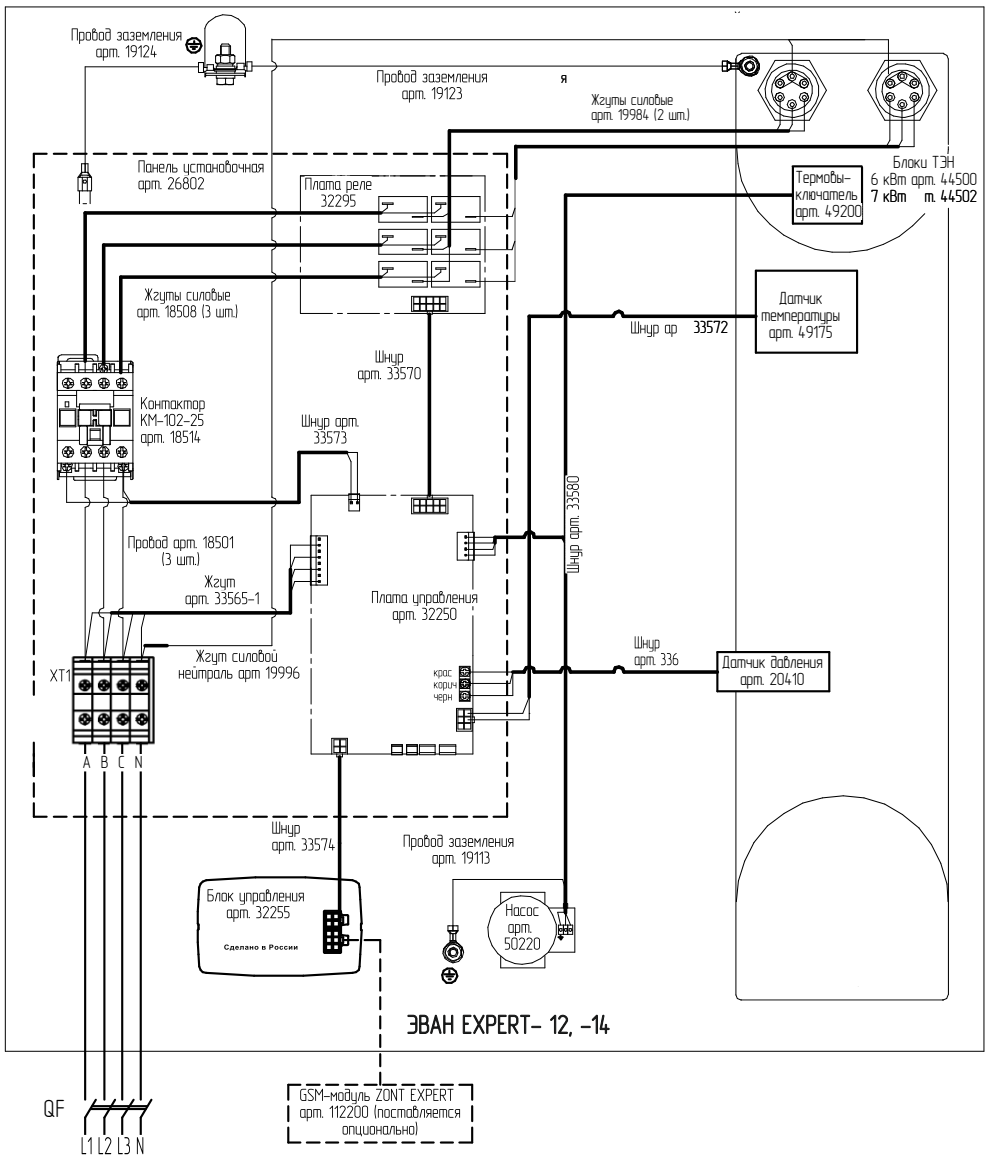 Провод заземления
арт. 19124
Провод заземления
арт. 19123
я
Жгуты силовые
арт. 19984 (2 шт.)
Панель установочная
арт. 26802
Плата реле
32295
Блоки ТЭН
6 кВт арт. 44500
7 кВт т. 44502
Термовы-
ключатель
арт. 49200
Жгуты силовые
арт. 18508 (3 шт.)
Датчик
температуры
арт. 49175
Шнур ар 33572
Шнур
арт. 33570
Контактор
КМ-102-25
арт. 18514
Шнур арт.
33573
Шнур арт. 33580
Провод арт. 18501
(3 шт.)
Жгут
арт. 33565-1
Плата управления
арт. 32250
Жгут силовой
нейтраль арт 19996
XT1
Шнур
арт. 336
Датчик давления
арт. 20410
крас
корич
черн
A B C N
Шнур
арт. 33574
Провод заземления
арт. 19113
Блок управления
арт. 32255
Сделано в России
Насос
арт.
50220
ЭВАН EXPERT- 12, -14
GSM-модуль ZONT EXPERT
арт. 112200 (поставляется
опционально)
QF
L1 L2 L3 N